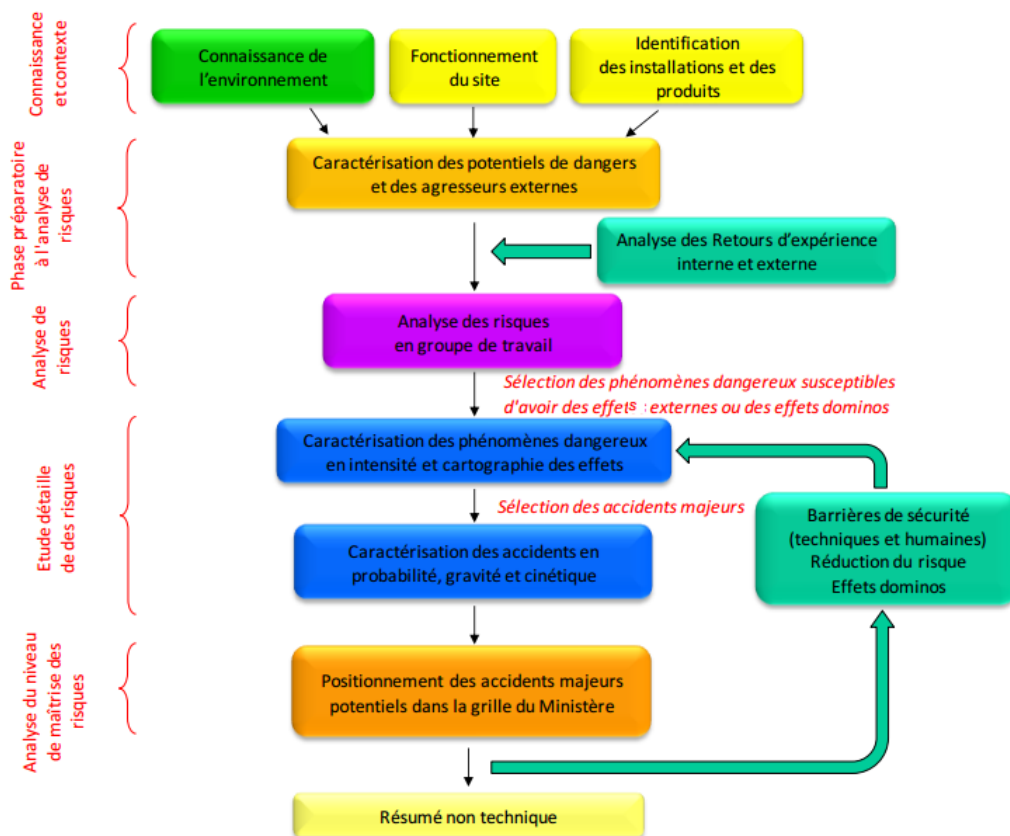 Connaissance
et contexte
Connaissance de
l'environnement
Fonctionnement
du site
Identification
des installations et des
produits
Phase préparatoire
à l'analyse de
risques
Caractérisation des potentiels de dangers
et des agresseurs externes
Analyse des Retours d'expérience
interne et externe
Analyse de
risques
Analyse des risques
en groupe de travail
Sélection des phénomènes dangereux susceptibles
d'avoir des effets : externes ou des effets dominos
Etude détaille
de des risques
Caractérisation des phénomènes dangereux
en intensité et cartographie des effets
Sélection des accidents majeurs
Caractérisation des accidents en
probabilité, gravité et cinétique
Barrières de sécurité
(techniques et humaines)
Réduction du risque
Effets dominos
Analyse du niveau
de maîtrise des
risques
Positionnement des accidents majeurs
potentiels dans la grille du Ministère
Résumé non technique